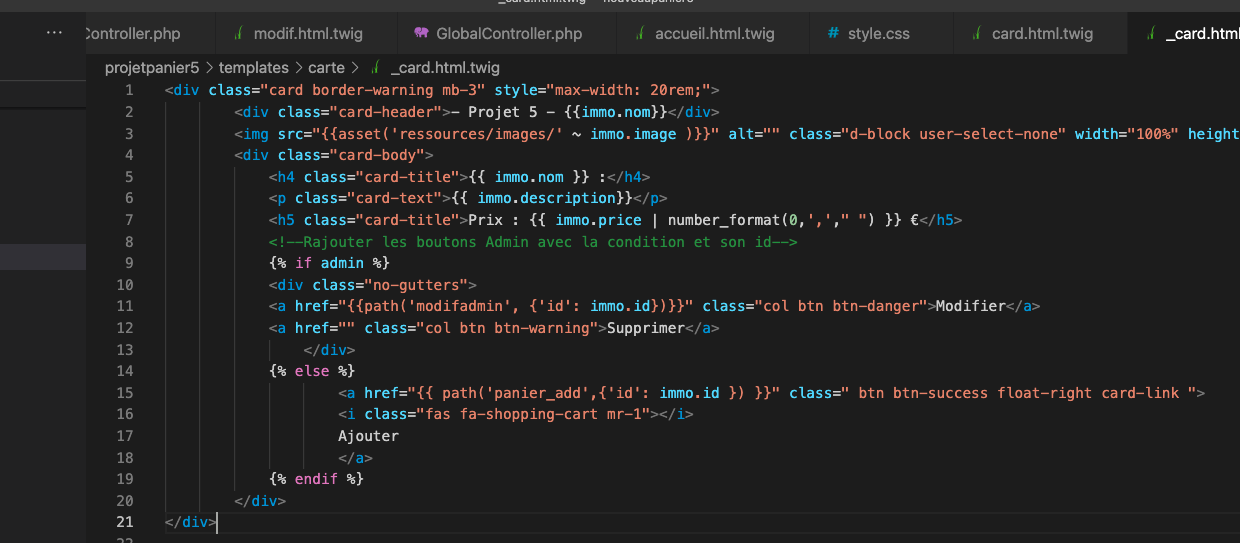 _card.html.twig — nouveaupanier5
... Controller.php modif.html.twig GlobalController.php accueil.html.twig # style.css card.html.twig _card.html
projetpanier5 > templates > carte > _card.html.twig
1 <div class="card border-warning mb-3" style="max-width: 20rem;">
2 <div class="card-header">- Projet 5 - {{immo.nom}}</div>
3 <img src="{{asset('ressources/images/' ~ immo.image )}}" alt="" class="d-block user-select-none" width="100%" height
4 <div class="card-body">
5 <h4 class="card-title">{{ immo.nom }} :</h4>
6 <p class="card-text">{{ immo.description}}</p>
7 <h5 class="card-title">Prix : {{ immo.price | number_format(0,','," ") }} €</h5>
8 <!--Rajouter les boutons Admin avec la condition et son id-->
9 {% if admin %}
10 <div class="no-gutters">
11 <a href="{{path('modifadmin', {'id': immo.id})}}" class="col btn btn-danger">Modifier</a>
12 <a href="" class="col btn btn-warning">Supprimer</a>
13 </div>
14 {% else %}
15 <a href="{{ path('panier_add',{'id': immo.id }) }}" class=" btn btn-success float-right card-link ">
16 <i class="fas fa-shopping-cart mr-1"></i>
17 Ajouter
18 </a>
19 {% endif %}
20 </div>
21 </div>
22